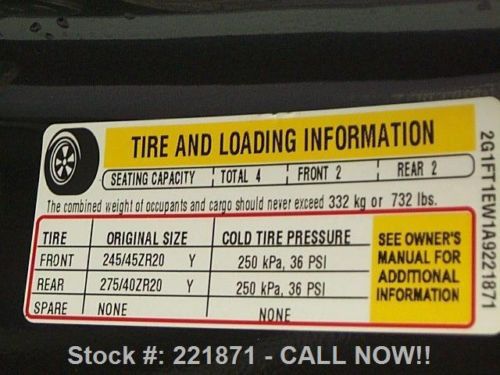 TIRE AND LOADING INFORMATION
SEATING CAPACITY TOTAL 4 FRONT 2 REAR 2
The combined weight of occupants and cargo should never exceed 332 kg or 732 lbs.
TIRE ORIGINAL SIZE COLD TIRE PRESSURE
FRONT 245/45ZR20 Y 250 kPa, 36 PSI
REAR 275/40ZR20 Y 250 kPa, 36 PSI
SPARE NONE NONE
SEE OWNER'S
MANUAL FOR
ADDITIONAL
INFORMATION
2G1FT1EW1A9221871
Stock #: 221871 - CALL NOW!!